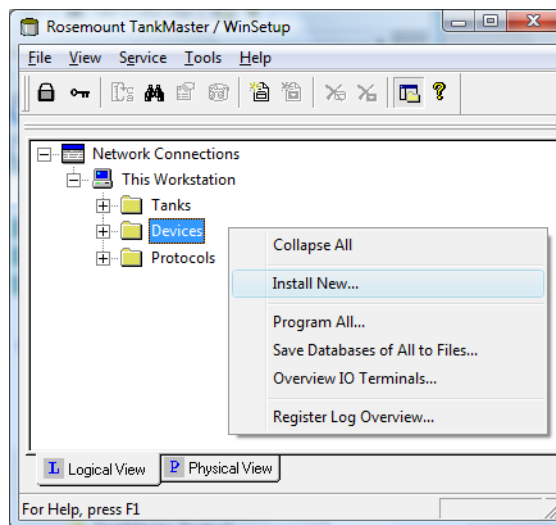 Rosemount TankMaster / WinSetup
File View Service Tools Help
Network Connections
This Workstation
Tanks
Devices
Protocols
Collapse All
Install New...
Program All...
Save Databases of All to Files...
Overview IO Terminals...
Register Log Overview...
L Logical View P Physical View
For Help, press F1